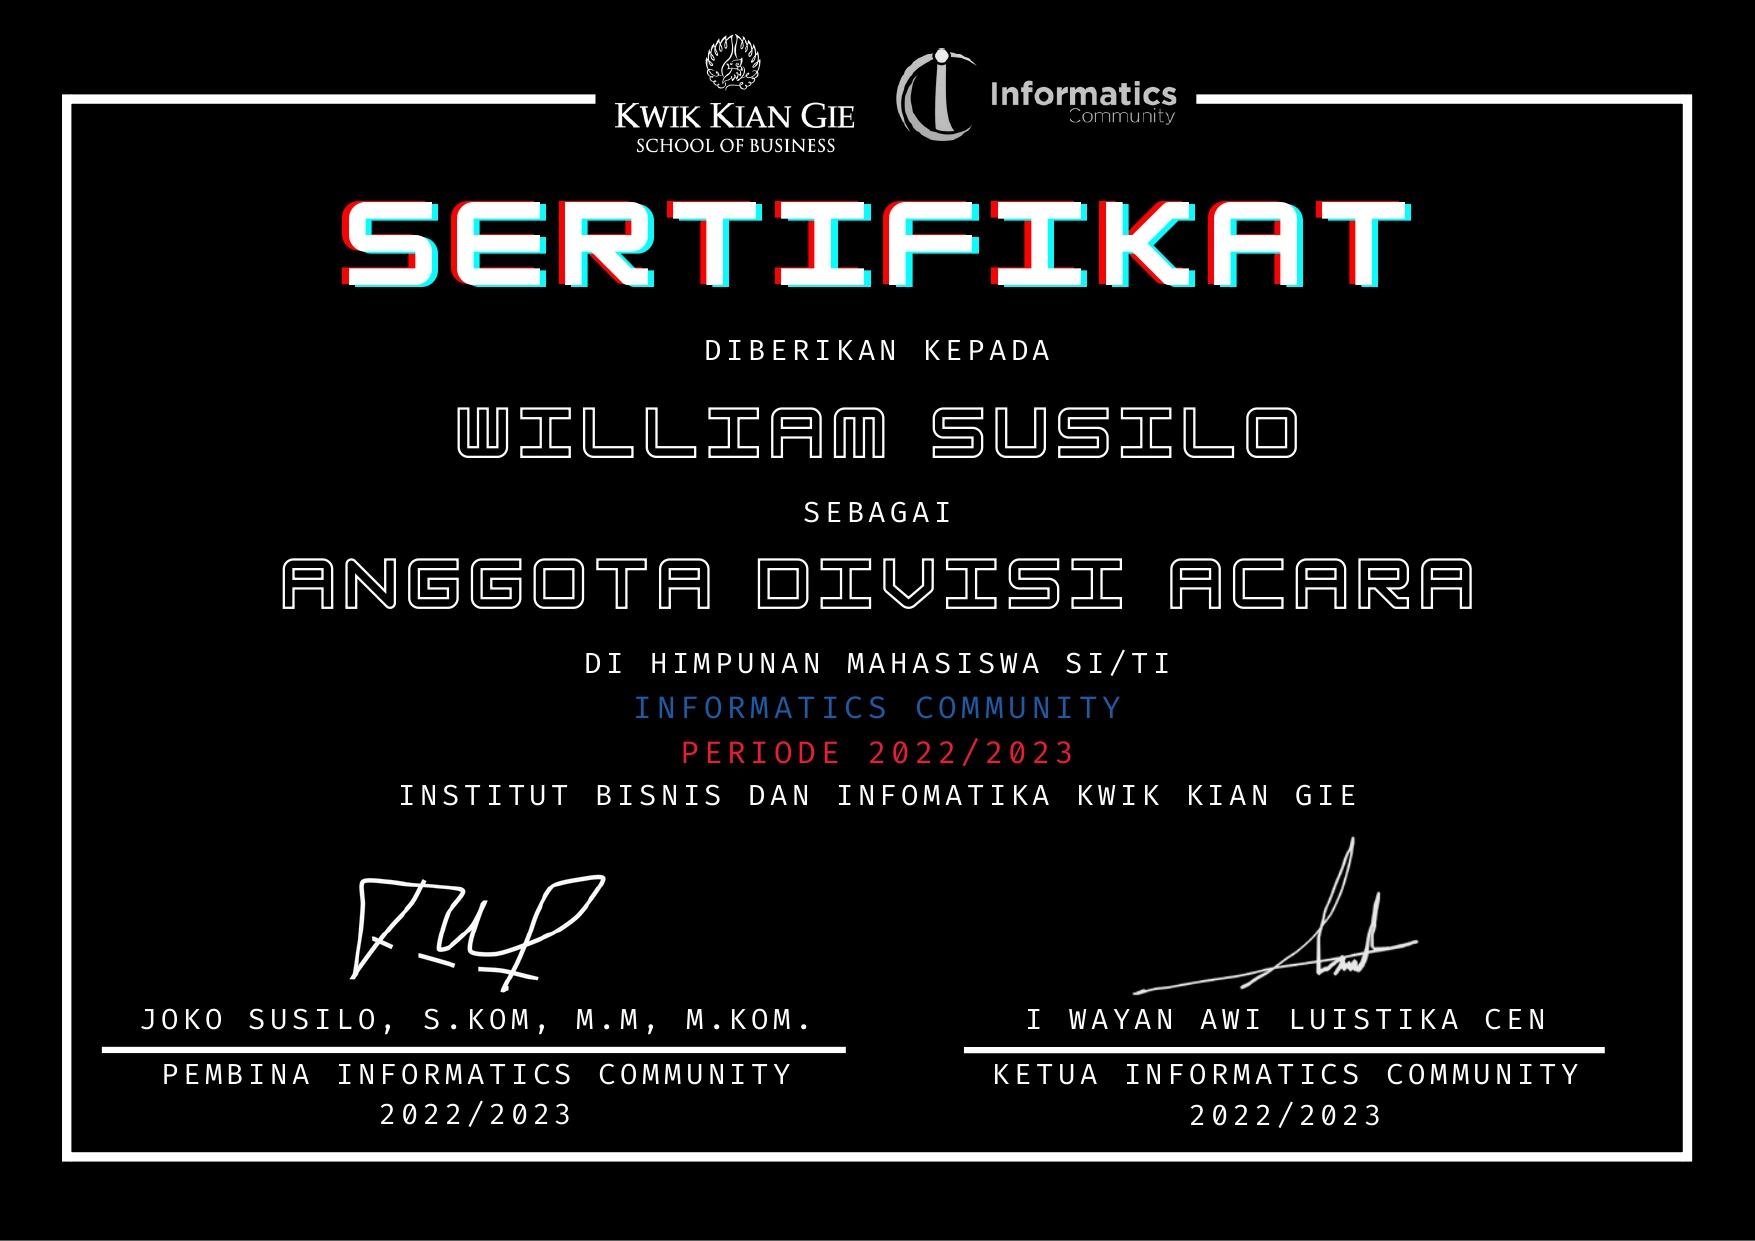 KWIK KIAN GIE
SCHOOL OF BUSINESS
Informatics
Community
SERTIFIKAT
DIBERIKAN KEPADA
WILLIAM SUSILO
SEBAGAI
ANGGOTA DIVISI ACARA
DI HIMPUNAN MAHASISWA SI/TI
INFORMATICS COMMUNITY
PERIODE 2022/2023
INSTITUT BISNIS DAN INFOMATIKA KWIK KIAN GIE
JOKO SUSILO, S.KOM, M.M, M.KOM.
PEMBINA INFORMATICS COMMUNITY
2022/2023
I WAYAN AWI LUISTIKA CEN
KETUA INFORMATICS COMMUNITY
2022/2023